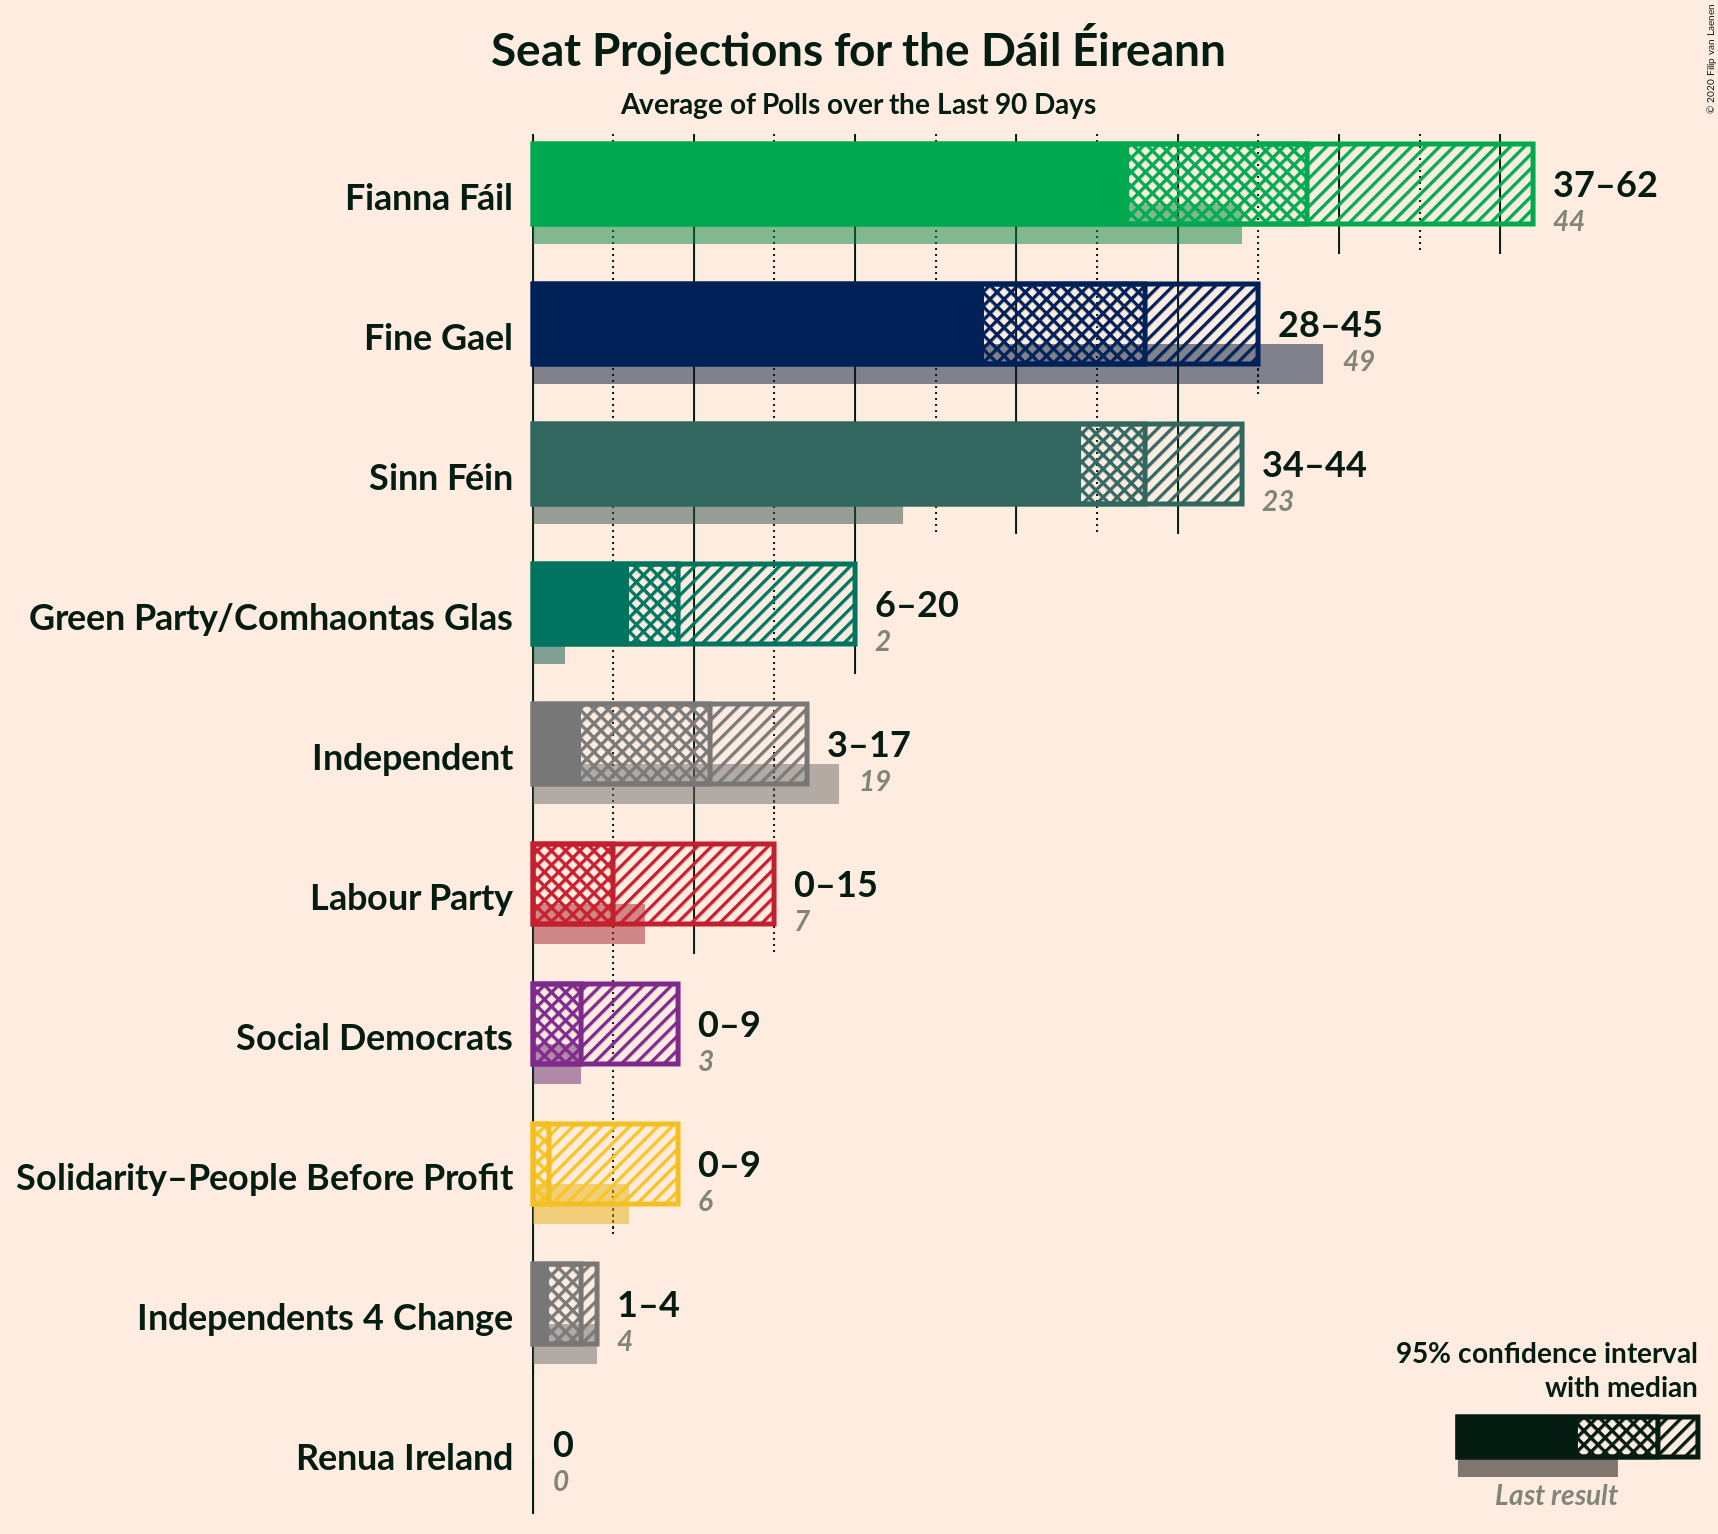 Seat Projections for the Dáil Éireann
Average of Polls over the Last 90 Days
© 2020 Filip van Laenen
Fianna Fáil
37–62
44
Fine Gael
28–45
49
Sinn Féin
34–44
23
Green Party/Comhaontas Glas
6–20
2
Independent
3–17
19
Labour Party
0–15
7
Social Democrats
0–9
3
Solidarity–People Before Profit
0–9
6
Independents 4 Change
1–4
4
Renua Ireland
0
0
95% confidence interval
with median
Last result